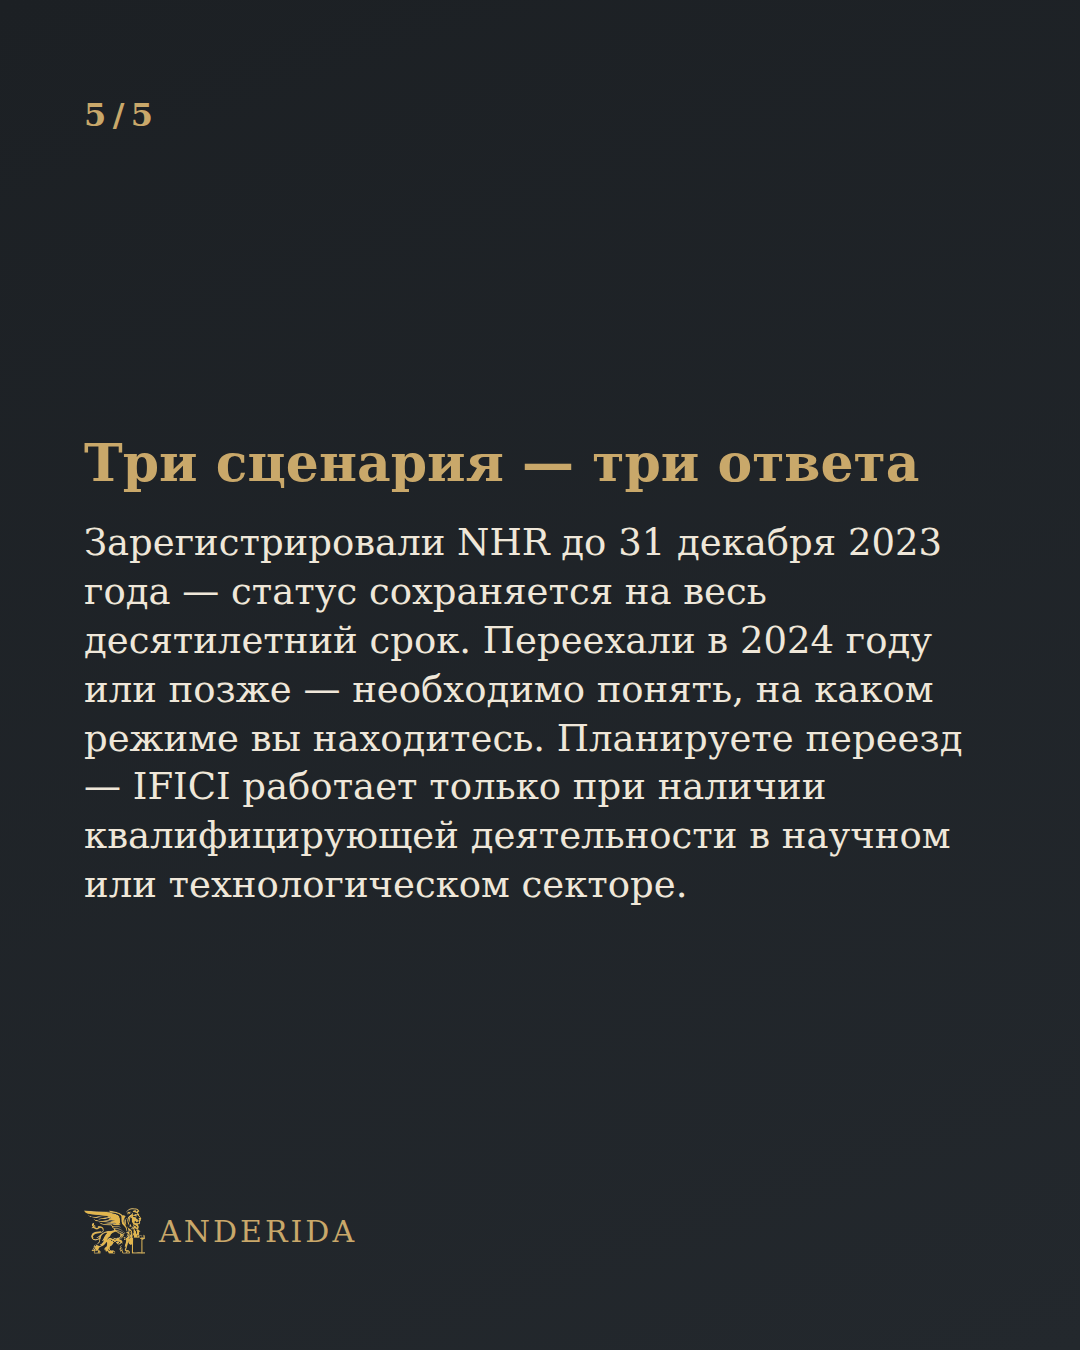 5/5
Три сценария — три ответа
Зарегистрировали NHR до 31 декабря 2023
года — статус сохраняется на весь
десятилетний срок. Переехали в 2024 году
или позже — необходимо понять, на каком
режиме вы находитесь. Планируете переезд
— IFICI работает только при наличии
квалифицирующей деятельности в научном
или технологическом секторе.
ANDERIDA